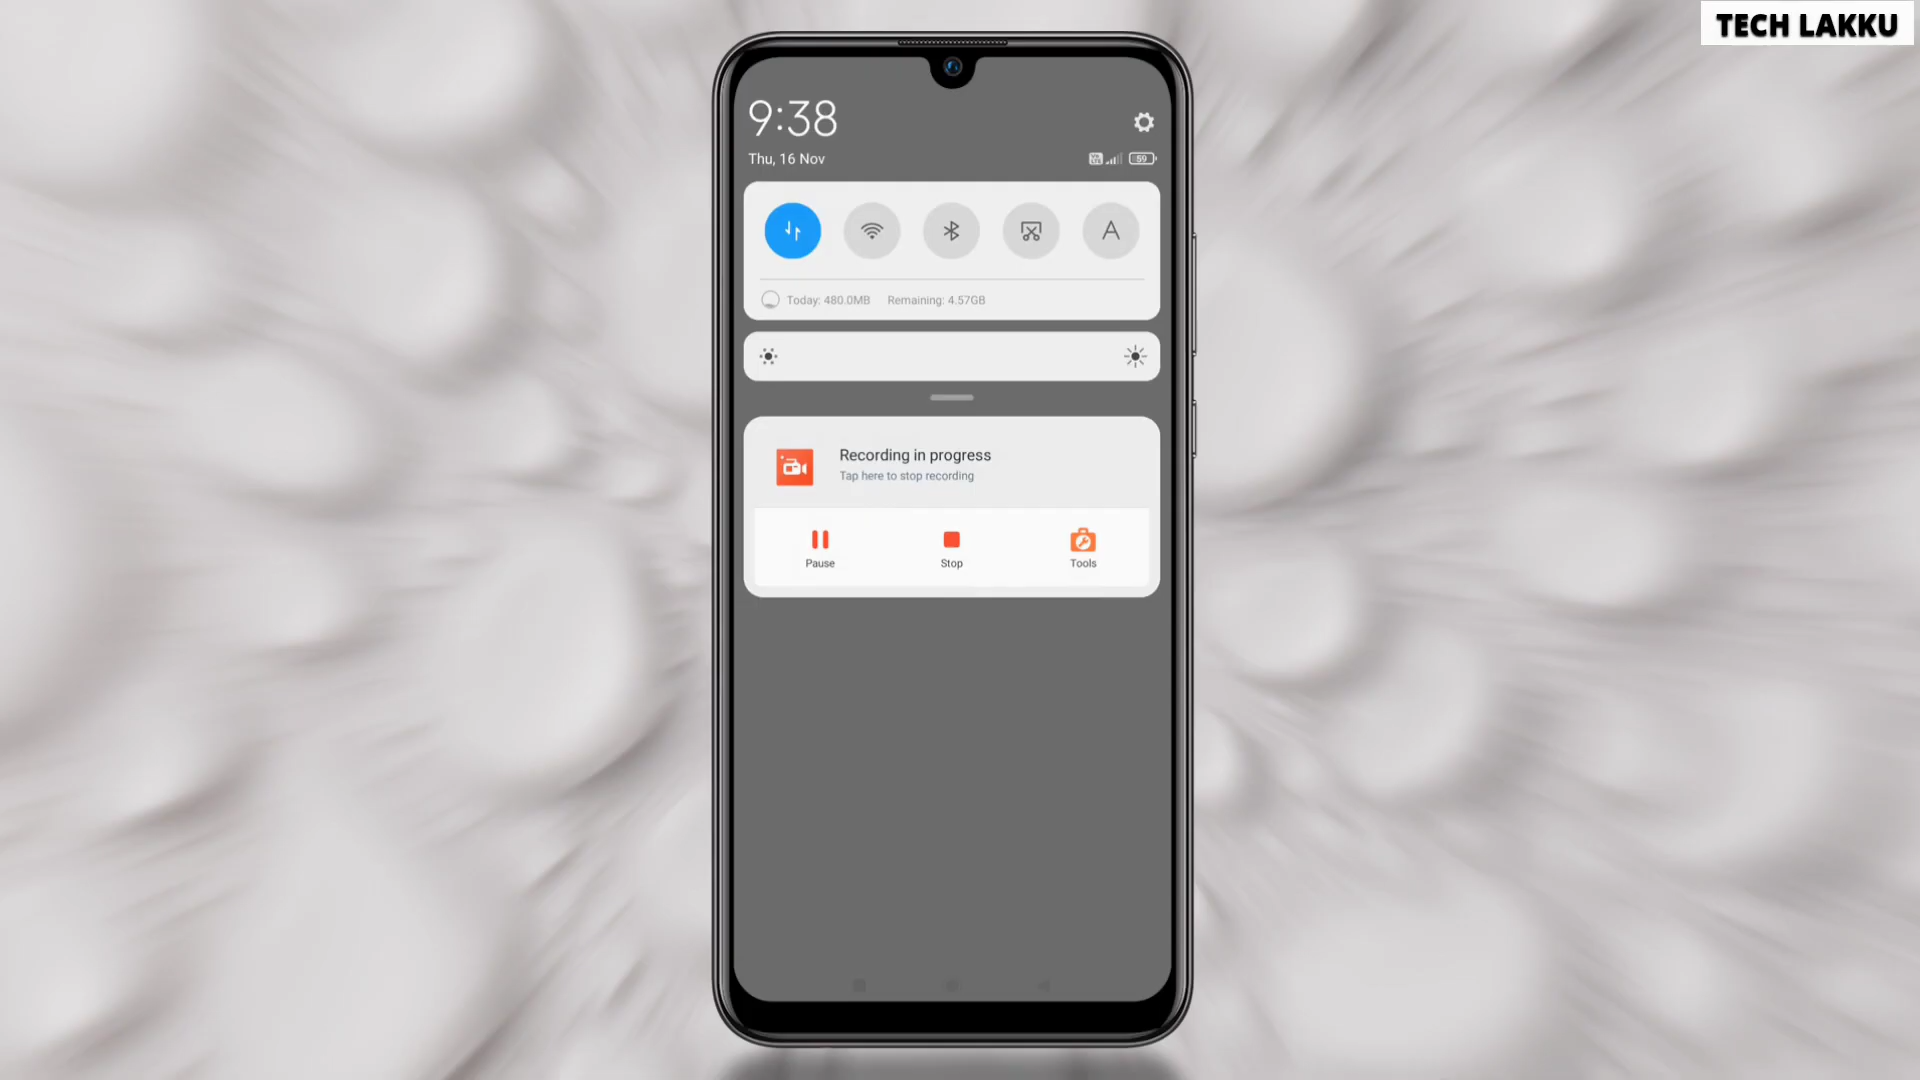 TECH LAKKU
9:38
Thu, 16 Nov
59
Today: 480.0MB Remaining: 4.57GB
Recording in progress
Tap here to stop recording
Pause Stop Tools